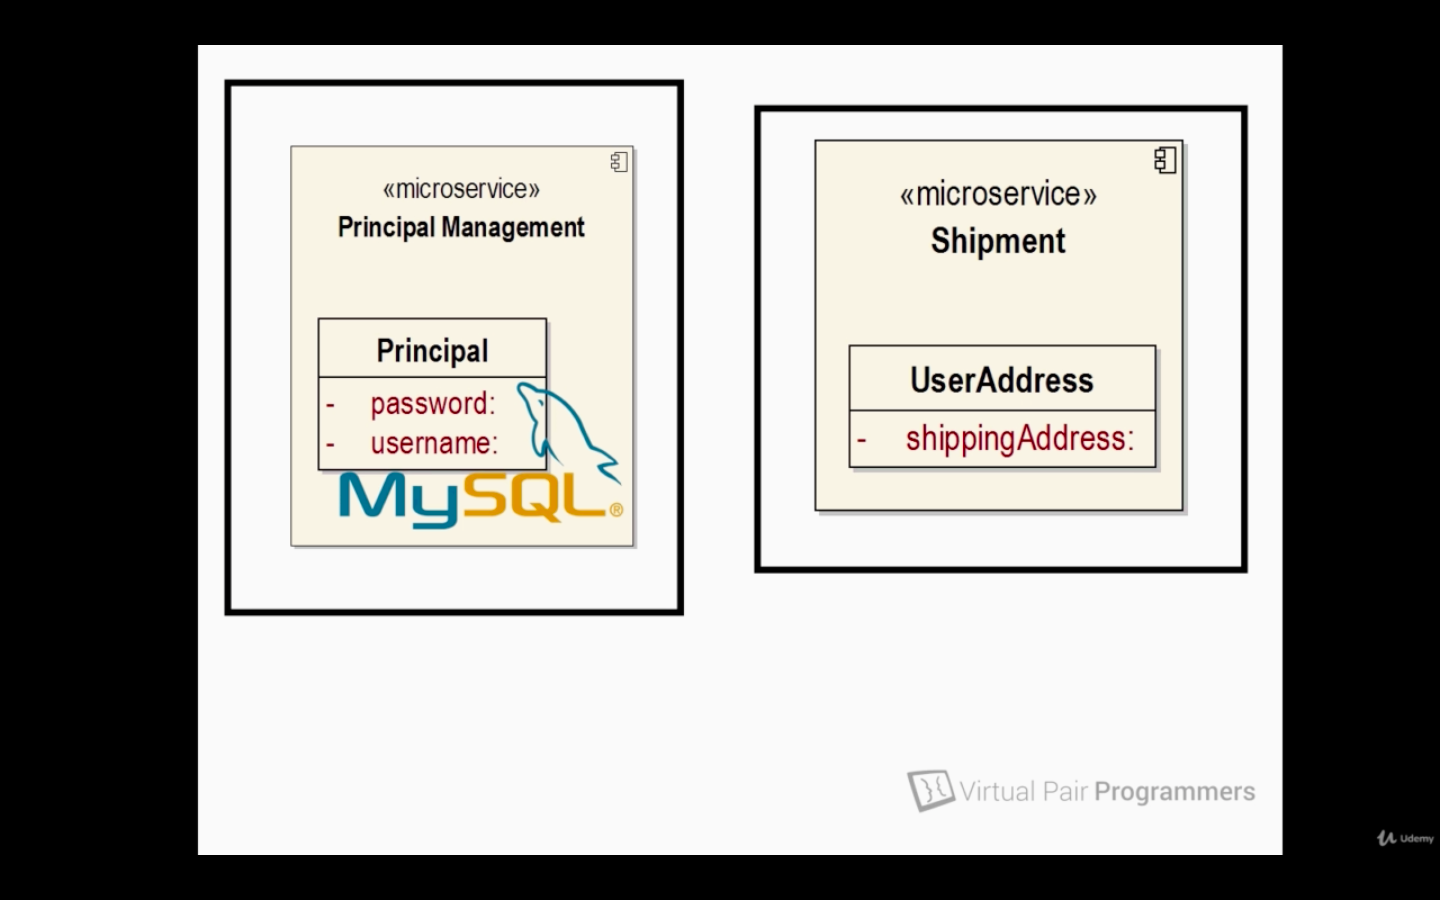 «microservice»
Principal Management
Principal
- password:
- username:
MySQL®
«microservice»
Shipment
UserAddress
- shippingAddress:
Virtual Pair Programmers
Udemy